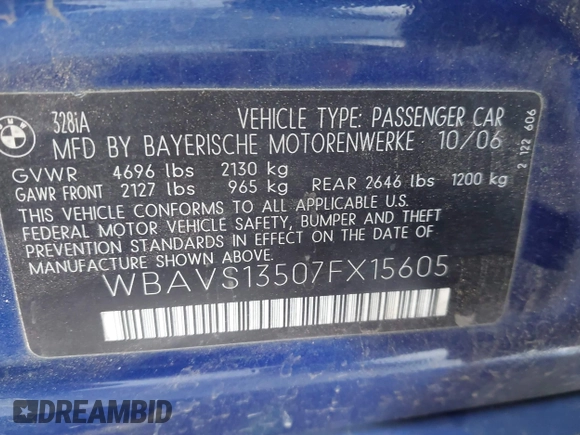 BMW
328iA
VEHICLE TYPE: PASSENGER CAR
MFD BY BAYERISCHE MOTORENWERKE 10/06
GVWR 4696 lbs 2130 kg
GAWR FRONT 2127 lbs 965 kg REAR 2646 lbs 1200 kg
THIS VEHICLE CONFORMS TO ALL APPLICABLE U.S.
FEDERAL MOTOR VEHICLE SAFETY, BUMPER AND THEFT
PREVENTION STANDARDS IN EFFECT ON THE DATE OF
MANUFACTURE SHOWN ABOVE.
WBAVS13507FX15605
2 122 606
DREAMBID